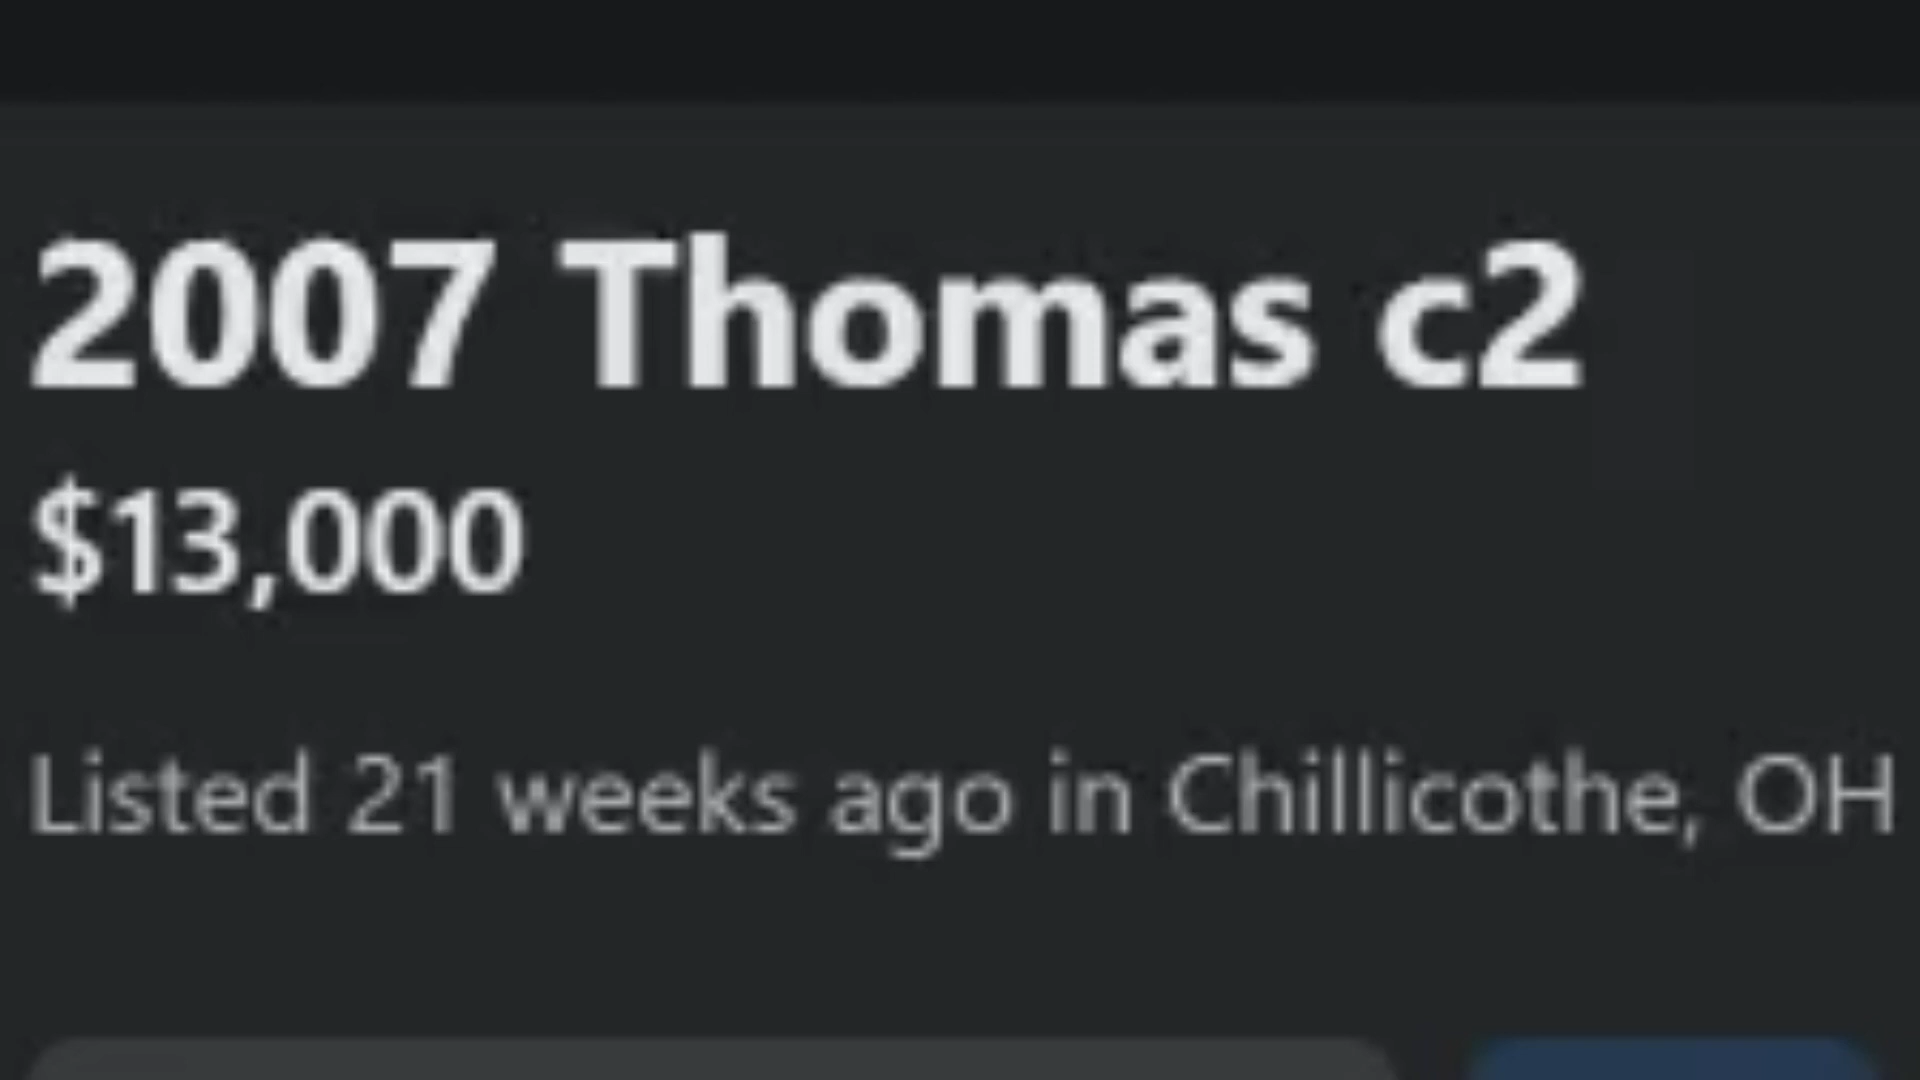 2007 Thomas c2
$13,000
Listed 21 weeks ago in Chillicothe, OH